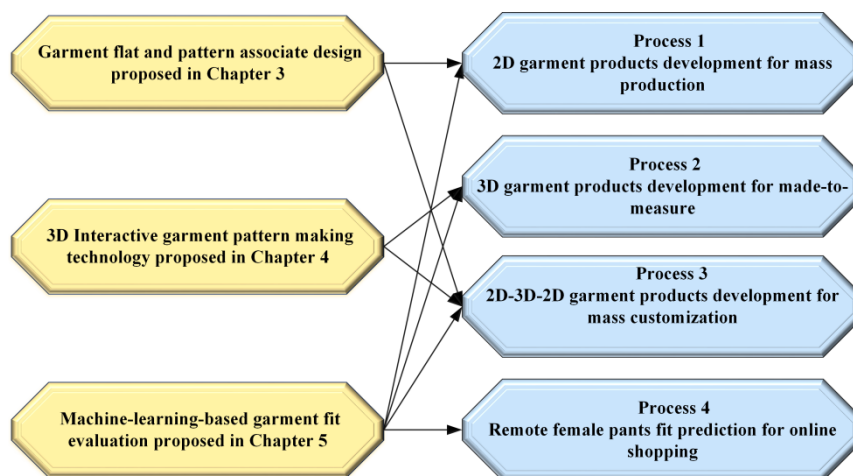 Garment flat and pattern associate design
proposed in Chapter 3
3D Interactive garment pattern making
technology proposed in Chapter 4
Machine-learning-based garment fit
evaluation proposed in Chapter 5
Process 1
2D garment products development for mass
production
Process 2
3D garment products development for made-to-
measure
Process 3
2D-3D-2D garment products development for
mass customization
Process 4
Remote female pants fit prediction for online
shopping